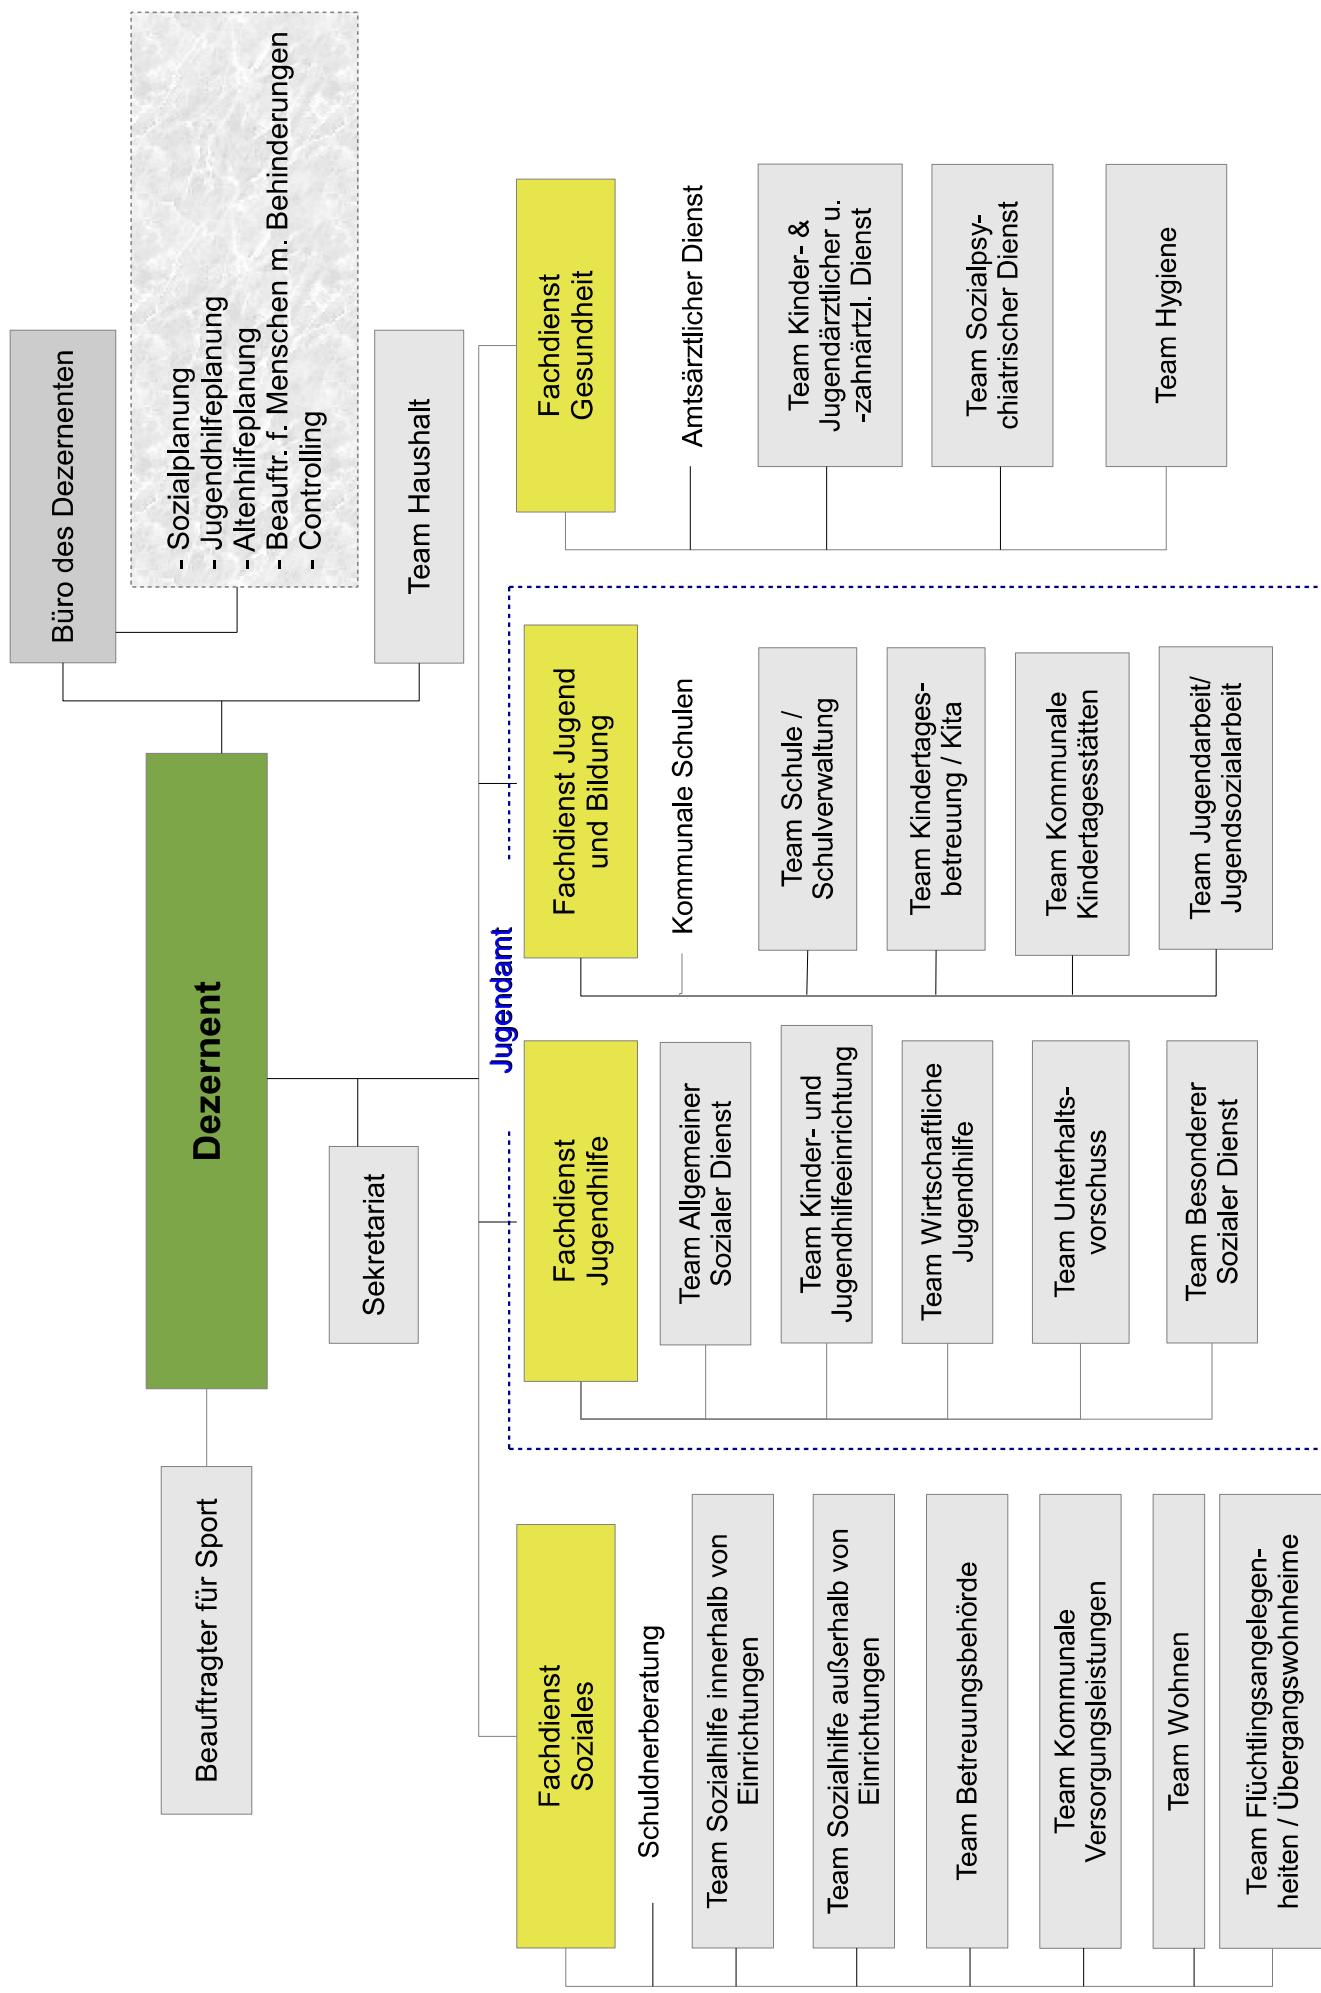 Büro des Dezernenten
- Sozialplanung
- Jugendhilfeplanung
- Altenhilfeplanung
- Beauftr. f. Menschen m. Behinderungen
- Controlling
Team Haushalt
Dezernent
Beauftragter für Sport
Sekretariat
Jugendamt
Fachdienst
Soziales
Schuldnerberatung
Team Sozialhilfe innerhalb von
Einrichtungen
Team Sozialhilfe außerhalb von
Einrichtungen
Team Betreuungsbehörde
Team Kommunale
Versorgungsleistungen
Team Wohnen
Team Flüchtlingsangelegen-
heiten / Übergangswohnheime
Fachdienst
Jugendhilfe
Team Allgemeiner
Sozialer Dienst
Team Kinder- und
Jugendhilfeeinrichtung
Team Wirtschaftliche
Jugendhilfe
Team Unterhalts-
vorschuss
Team Besonderer
Sozialer Dienst
Fachdienst Jugend
und Bildung
Kommunale Schulen
Team Schule /
Schulverwaltung
Team Kindertages-
betreuung / Kita
Team Kommunale
Kindertagesstätten
Team Jugendarbeit/
Jugendsozialarbeit
Fachdienst
Gesundheit
Amtsärztlicher Dienst
Team Kinder- &
Jugendärztlicher u.
-zahnärtzl. Dienst
Team Sozialpsy-
chiatrischer Dienst
Team Hygiene